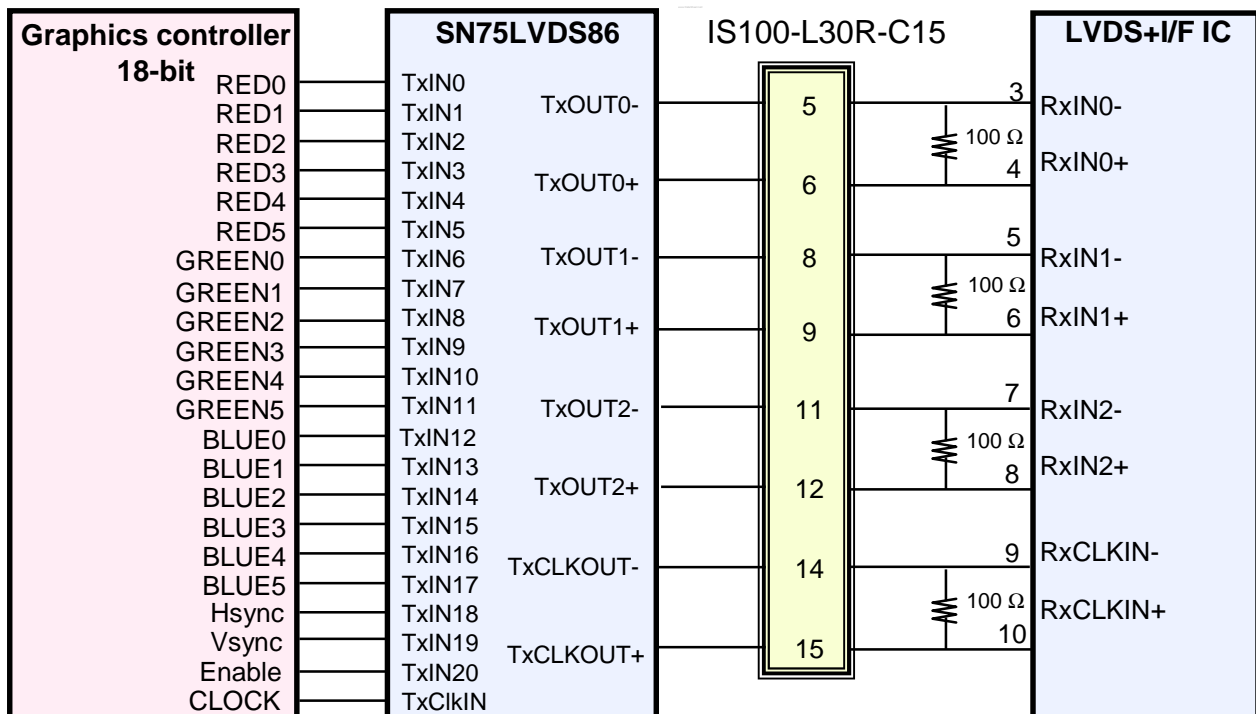 Graphics controller
18-bit
RED0
RED1
RED2
RED3
RED4
RED5
GREEN0
GREEN1
GREEN2
GREEN3
GREEN4
GREEN5
BLUE0
BLUE1
BLUE2
BLUE3
BLUE4
BLUE5
Hsync
Vsync
Enable
CLOCK
SN75LVDS86
TxIN0
TxIN1
TxIN2
TxIN3
TxIN4
TxIN5
TxIN6
TxIN7
TxIN8
TxIN9
TxIN10
TxIN11
TxIN12
TxIN13
TxIN14
TxIN15
TxIN16
TxIN17
TxIN18
TxIN19
TxIN20
TxClkIN
TxOUT0-
TxOUT0+
TxOUT1-
TxOUT1+
TxOUT2-
TxOUT2+
TxCLKOUT-
TxCLKOUT+
IS100-L30R-C15
5
6
8
9
11
12
14
15
3
100 Ω
4
5
100 Ω
6
7
100 Ω
8
9
100 Ω
10
LVDS+I/F IC
RxIN0-
RxIN0+
RxIN1-
RxIN1+
RxIN2-
RxIN2+
RxCLKIN-
RxCLKIN+